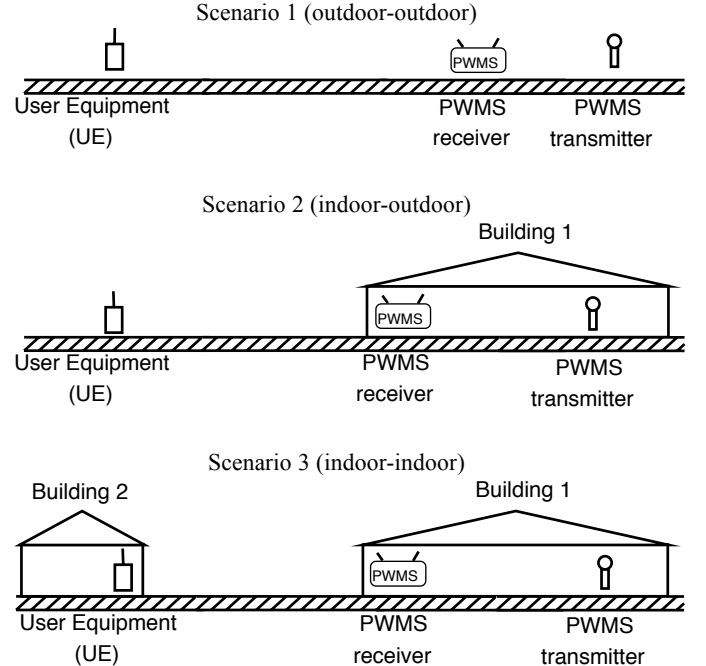 Scenario 1 (outdoor-outdoor)
PWMS
User Equipment
(UE)
PWMS
receiver
PWMS
transmitter
Scenario 2 (indoor-outdoor)
Building 1
PWMS
User Equipment
(UE)
PWMS
receiver
PWMS
transmitter
Scenario 3 (indoor-indoor)
Building 2
Building 1
PWMS
User Equipment
(UE)
PWMS
receiver
PWMS
transmitter